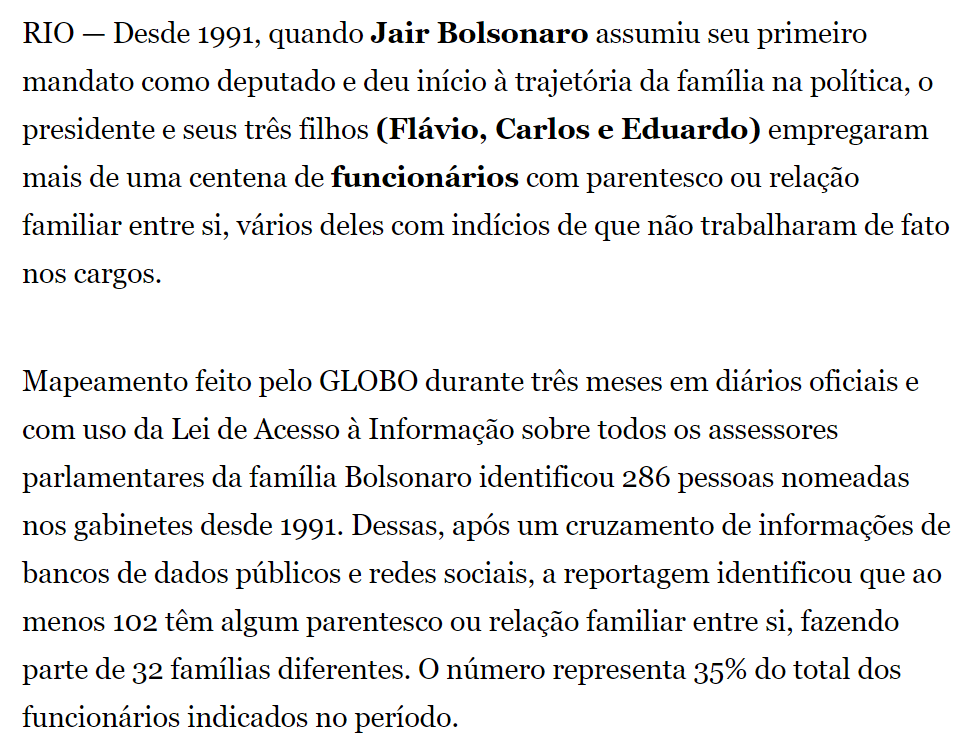 RIO — Desde 1991, quando Jair Bolsonaro assumiu seu primeiro
mandato como deputado e deu início à trajetória da família na política, o
presidente e seus três filhos (Flávio, Carlos e Eduardo) empregaram
mais de uma centena de funcionários com parentesco ou relação
familiar entre si, vários deles com indícios de que não trabalharam de fato
nos cargos.
Mapeamento feito pelo GLOBO durante três meses em diários oficiais e
com uso da Lei de Acesso à Informação sobre todos os assessores
parlamentares da família Bolsonaro identificou 286 pessoas nomeadas
nos gabinetes desde 1991. Dessas, após um cruzamento de informações de
bancos de dados públicos e redes sociais, a reportagem identificou que ao
menos 102 têm algum parentesco ou relação familiar entre si, fazendo
parte de 32 famílias diferentes. O número representa 35% do total dos
funcionários indicados no período.